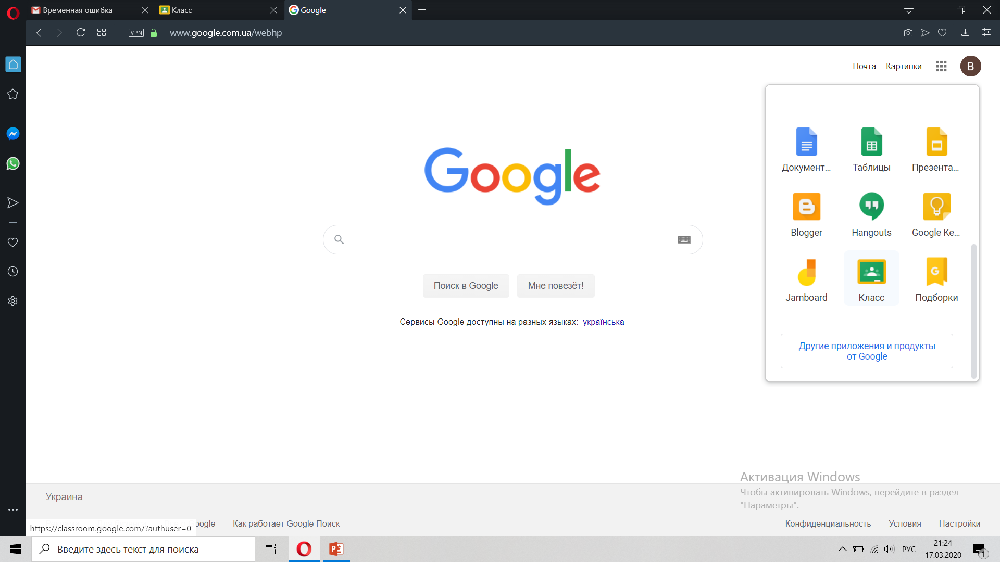 Временная ошибка
Класс
Google
VPN
www.google.com.ua/webhp
Почта
Картинки
B
Google
Документ...
Таблицы
Презента...
Blogger
Hangouts
Google Ke...
Jamboard
Класс
Подборки
Другие приложения и продукты
от Google
Поиск в Google
Мне повезёт!
Сервисы Google доступны на разных языках: українська
Активация Windows
Чтобы активировать Windows, перейдите в раздел
"Параметры".
Украина
Как работает Google Поиск
Конфиденциальность
Условия
Настройки
https://classroom.google.com/?authuser=0
Введите здесь текст для поиска
РУС
21:24
17.03.2020
1